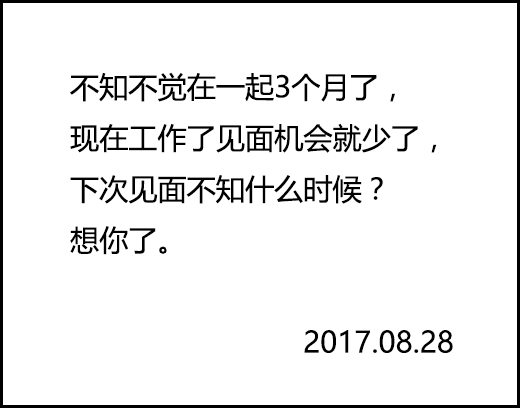 不知不觉在一起3个月了，
现在工作了见面机会就少了，
下次见面不知什么时候？
想你了。
2017.08.28